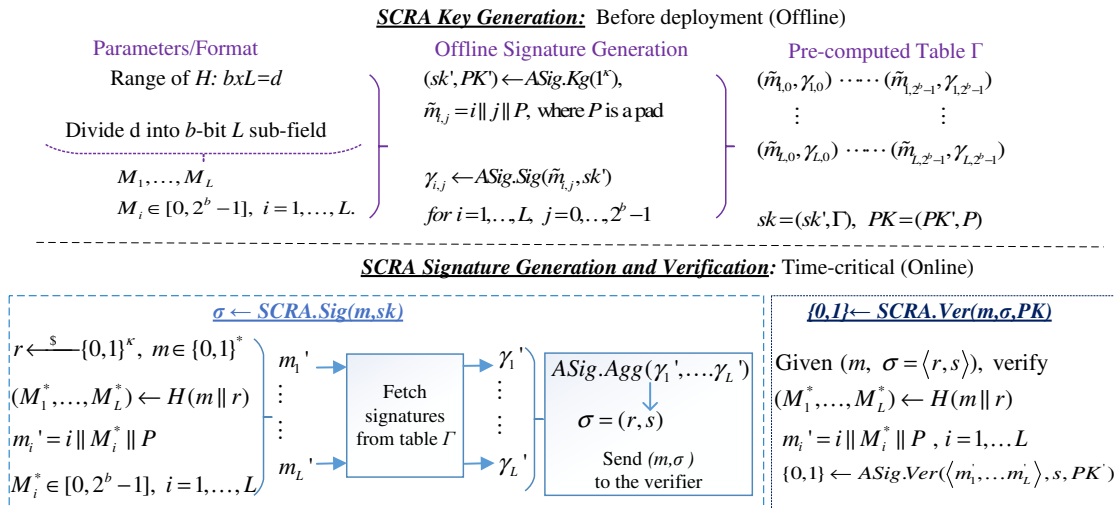 SCRA Key Generation: Before deployment (Offline)
Parameters/Format
Range of H: bxL=d
Divide d into b-bit L sub-field
M_1,…,M_L
M_i ∈ [0, 2^b −1], i = 1,…, L.
Offline Signature Generation
(sk', PK') ← ASig.Kg(1^κ),
m̃_{i,j} = i || j || P, where P is a pad
γ_{i,j} ← ASig.Sig(m̃_{i,j}, sk')
for i=1,…,L, j=0,…,2^b −1
Pre-computed Table Γ
(m̃_{1,0}, γ_{1,0}) ⋯⋯ (m̃_{1,2^b−1}, γ_{1,2^b−1})
⋮ ⋮
(m̃_{L,0}, γ_{L,0}) ⋯⋯ (m̃_{L,2^b−1}, γ_{L,2^b−1})
sk=(sk',Γ), PK=(PK',P)
SCRA Signature Generation and Verification: Time-critical (Online)
σ ← SCRA.Sig(m,sk)
r ←$— {0,1}^κ, m∈{0,1}^*
(M_1^*,…, M_L^*) ← H(m || r)
m_i ' = i || M_i^* || P
M_i^* ∈ [0, 2^b −1], i = 1,…, L
m_1 '
⋮ ⋮
m_L '
Fetch
signatures
from table Γ
γ_1 '
⋮ ⋮
γ_L '
ASig.Agg(γ_1 ',….γ_L ')
σ = (r, s)
Send (m,σ )
to the verifier
{0,1}← SCRA.Ver(m,σ,PK)
Given (m, σ = ⟨r, s⟩), verify
(M_1^*,…, M_L^*) ← H(m || r)
m_i ' = i || M_i^* || P , i = 1,… L
{0,1} ← ASig.Ver(⟨m_1',… m_L'⟩, s, PK')